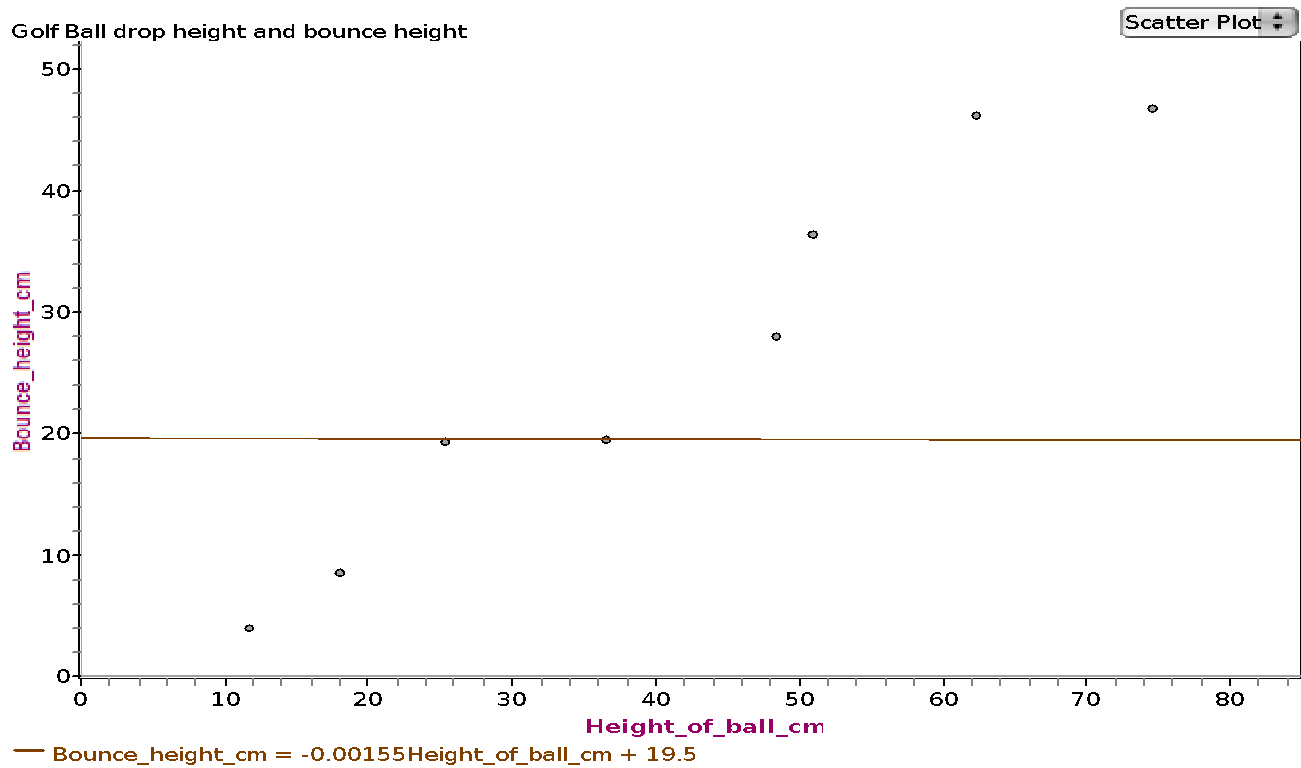 Scatter Plot
Golf Ball drop height and bounce height
50
40
30
20
10
0
Bounce_height_cm
0 10 20 30 40 50 60 70 80
Height_of_ball_cm
Bounce_height_cm = -0.00155Height_of_ball_cm + 19.5